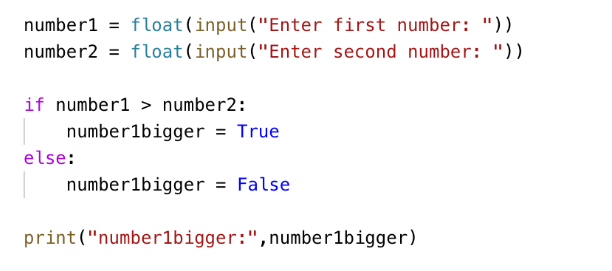 number1 = float(input("Enter first number: "))
number2 = float(input("Enter second number: "))
if number1 > number2:
    number1bigger = True
else:
    number1bigger = False
print("number1bigger:",number1bigger)